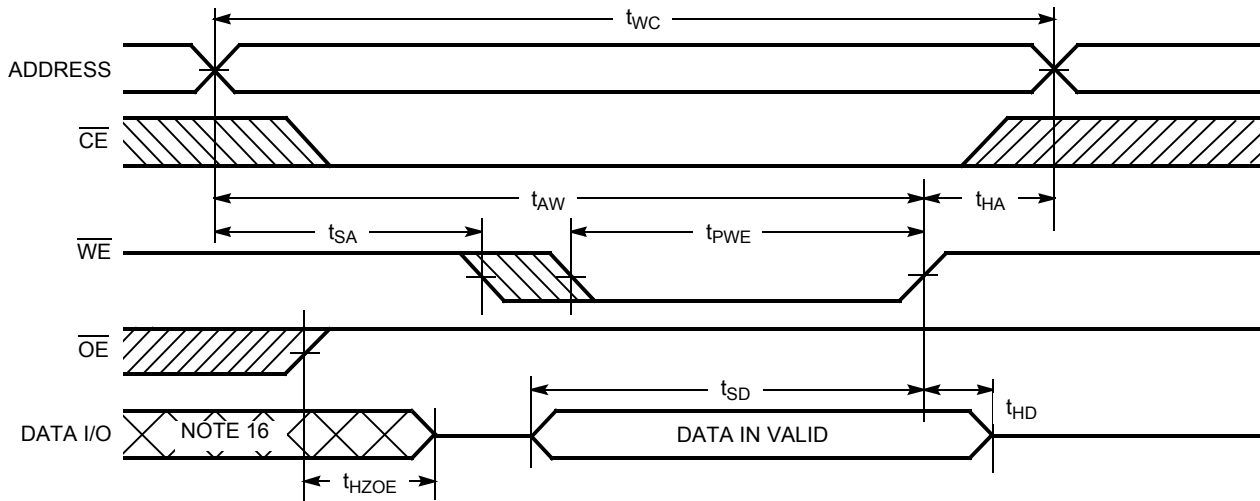 tWC
ADDRESS
CE
tAW
tHA
tSA
tPWE
WE
OE
tSD
tHD
DATA I/O
NOTE 16
DATA IN VALID
tHZOE